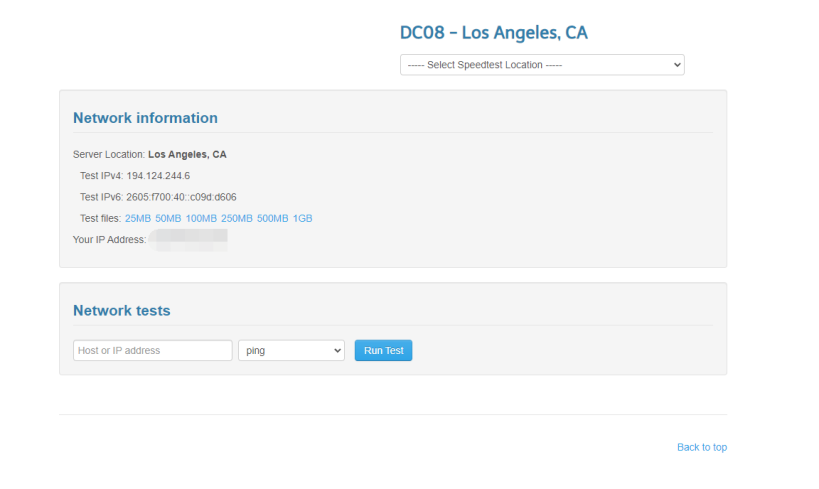 DC08 – Los Angeles, CA
----- Select Speedtest Location -----
Network information
Server Location: Los Angeles, CA
Test IPv4: 194.124.244.6
Test IPv6: 2605:f700:40::c09d:d606
Test files: 25MB 50MB 100MB 250MB 500MB 1GB
Your IP Address:
Network tests
Host or IP address ping Run Test
Back to top